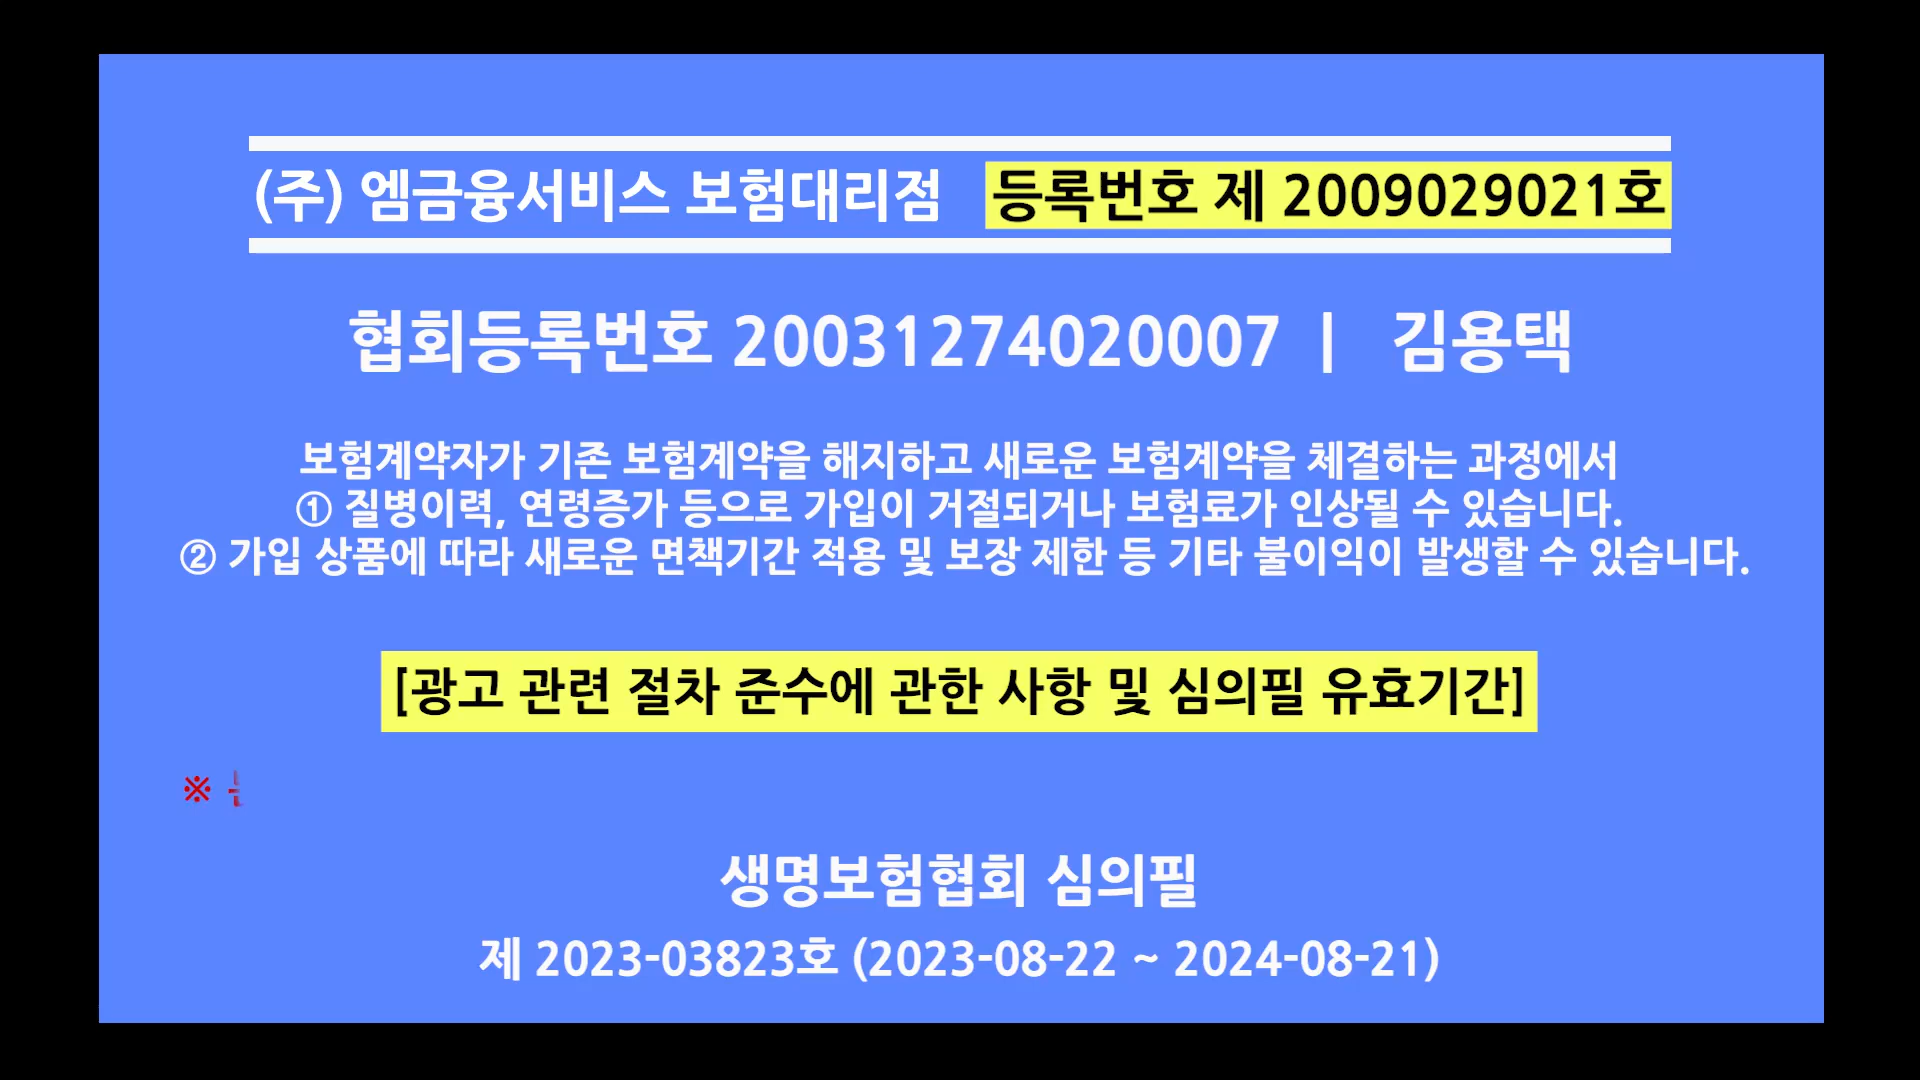 (주) 엠금융서비스 보험대리점 등록번호 제 2009029021호
협회등록번호 20031274020007 | 김용택
보험계약자가 기존 보험계약을 해지하고 새로운 보험계약을 체결하는 과정에서
① 질병이력, 연령증가 등으로 가입이 거절되거나 보험료가 인상될 수 있습니다.
② 가입 상품에 따라 새로운 면책기간 적용 및 보장 제한 등 기타 불이익이 발생할 수 있습니다.
[광고 관련 절차 준수에 관한 사항 및 심의필 유효기간]
※
생명보험협회 심의필
제 2023-03823호 (2023-08-22 ~ 2024-08-21)